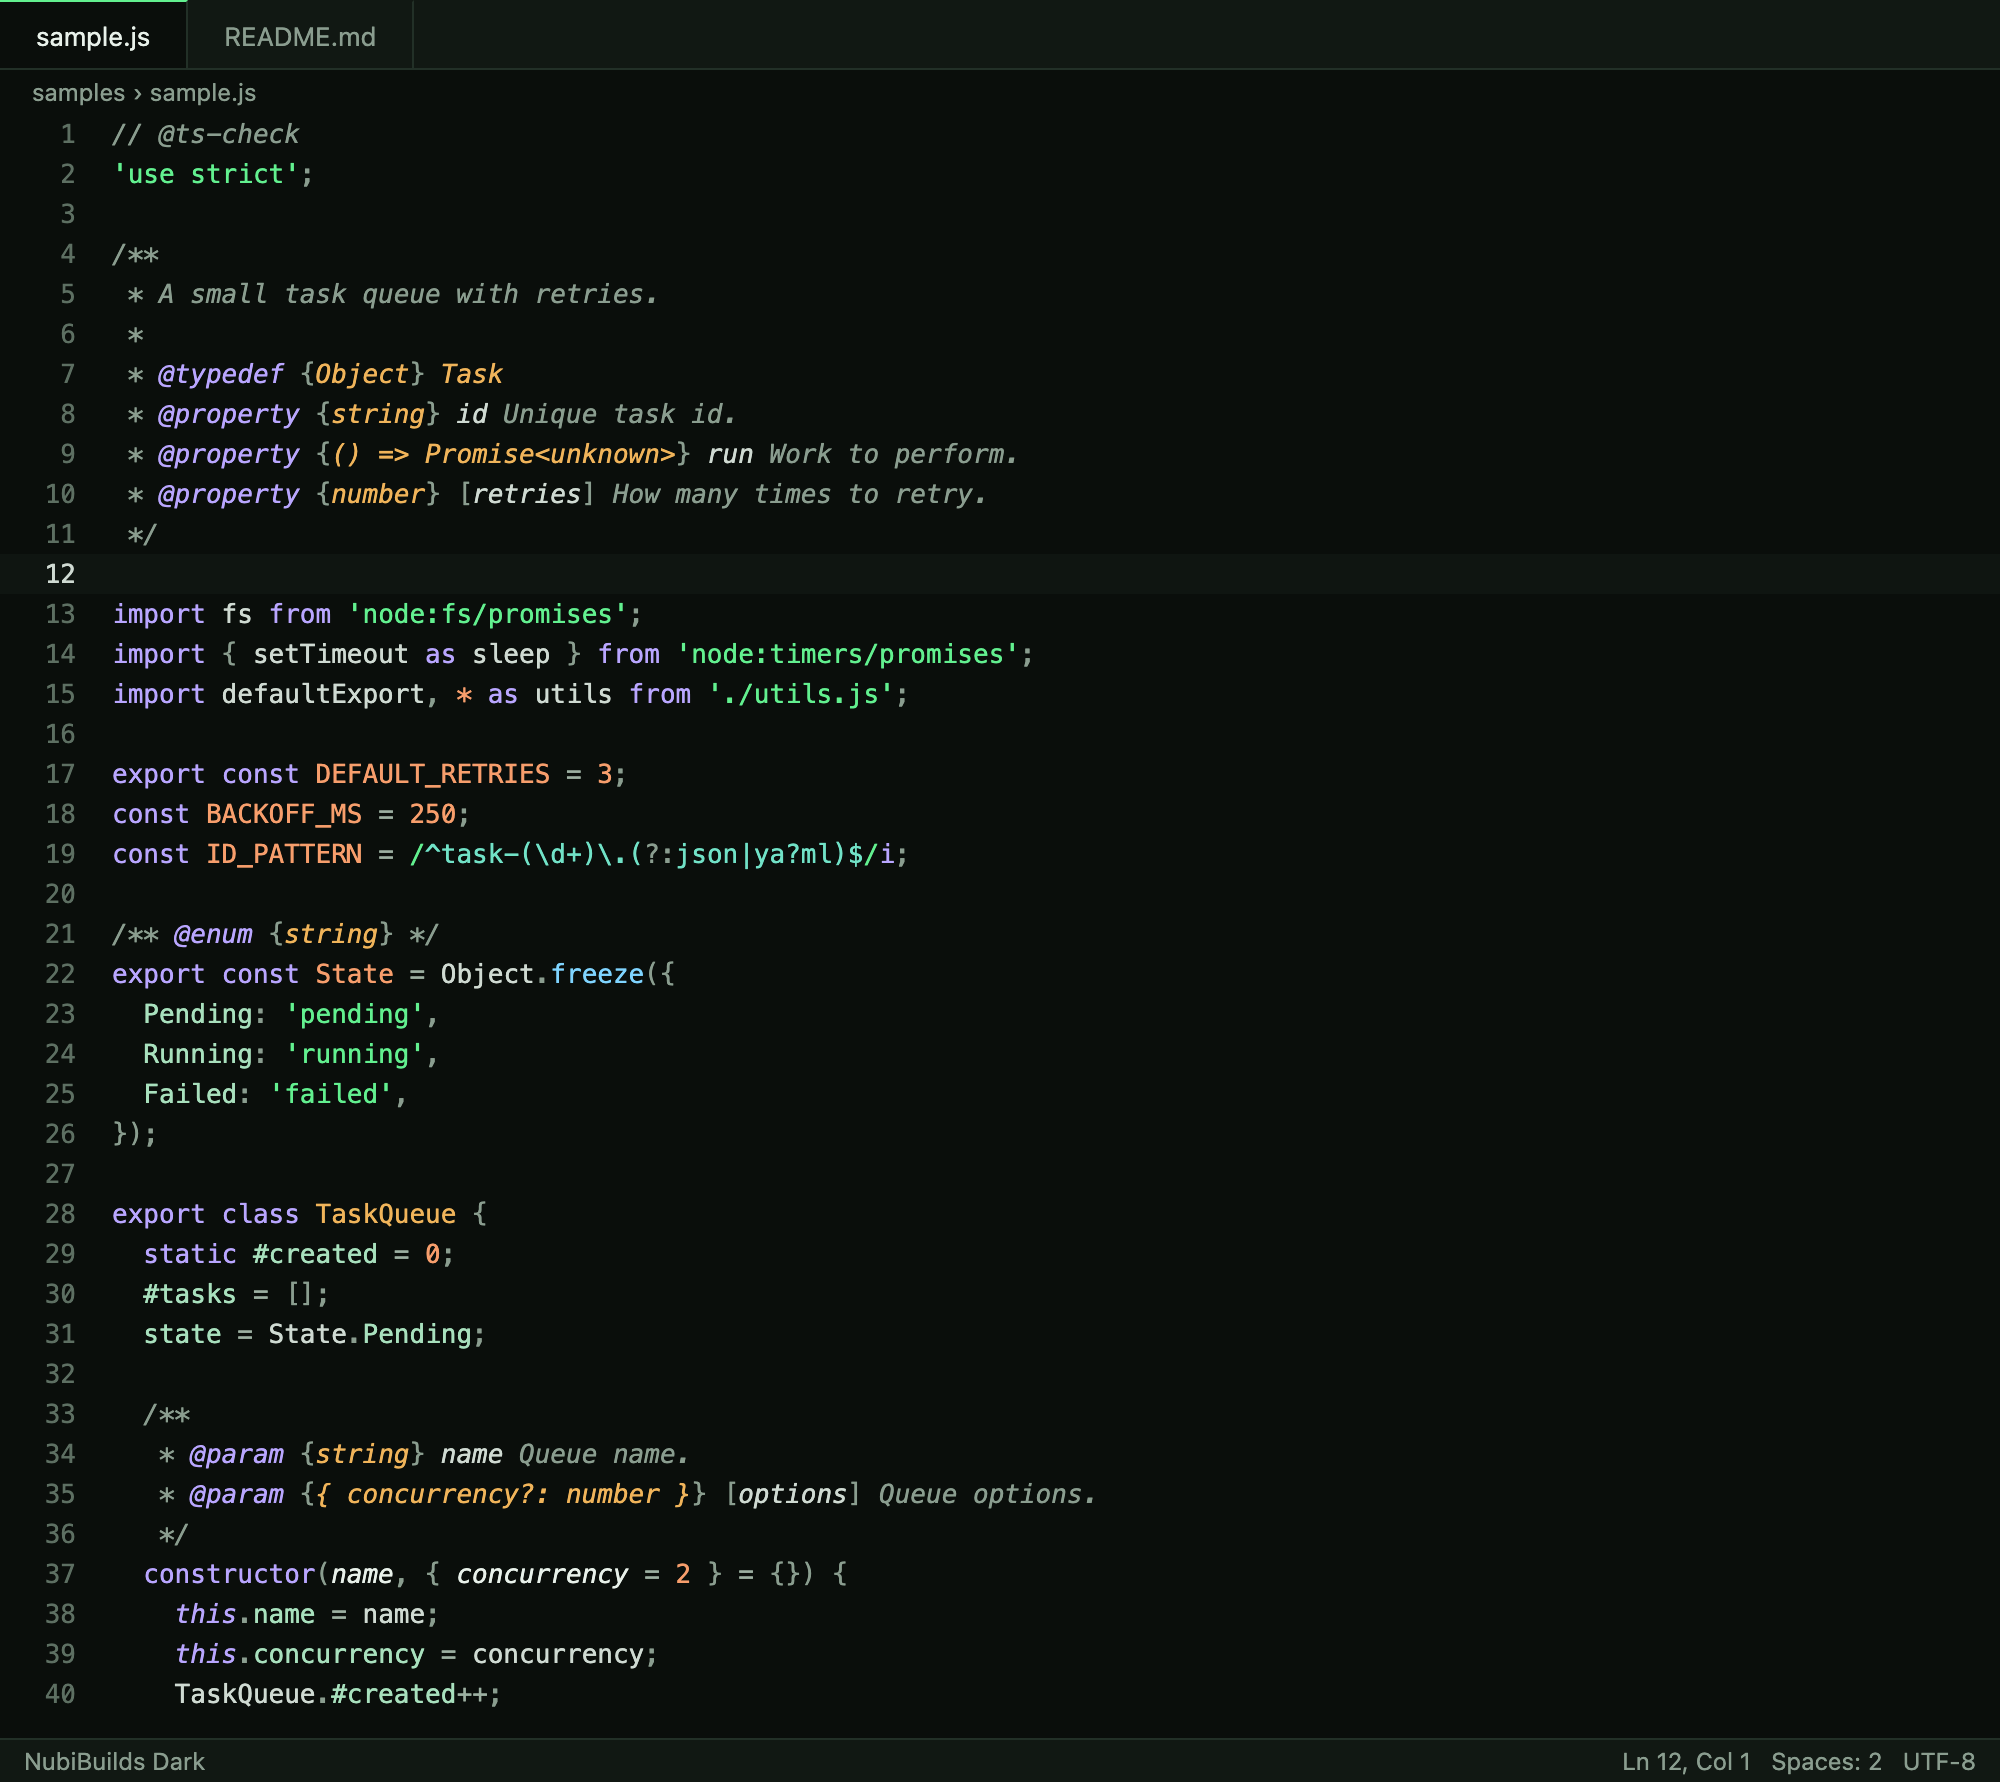 sample.js README.md
samples › sample.js
1 // @ts-check
2 'use strict';
3
4 /**
5  * A small task queue with retries.
6  *
7  * @typedef {Object} Task
8  * @property {string} id Unique task id.
9  * @property {() => Promise<unknown>} run Work to perform.
10  * @property {number} [retries] How many times to retry.
11  */
12
13 import fs from 'node:fs/promises';
14 import { setTimeout as sleep } from 'node:timers/promises';
15 import defaultExport, * as utils from './utils.js';
16
17 export const DEFAULT_RETRIES = 3;
18 const BACKOFF_MS = 250;
19 const ID_PATTERN = /^task-(\d+)\.(?:json|ya?ml)$/i;
20
21 /** @enum {string} */
22 export const State = Object.freeze({
23   Pending: 'pending',
24   Running: 'running',
25   Failed: 'failed',
26 });
27
28 export class TaskQueue {
29   static #created = 0;
30   #tasks = [];
31   state = State.Pending;
32
33   /**
34    * @param {string} name Queue name.
35    * @param {{ concurrency?: number }} [options] Queue options.
36    */
37   constructor(name, { concurrency = 2 } = {}) {
38     this.name = name;
39     this.concurrency = concurrency;
40     TaskQueue.#created++;
NubiBuilds Dark Ln 12, Col 1 Spaces: 2 UTF-8